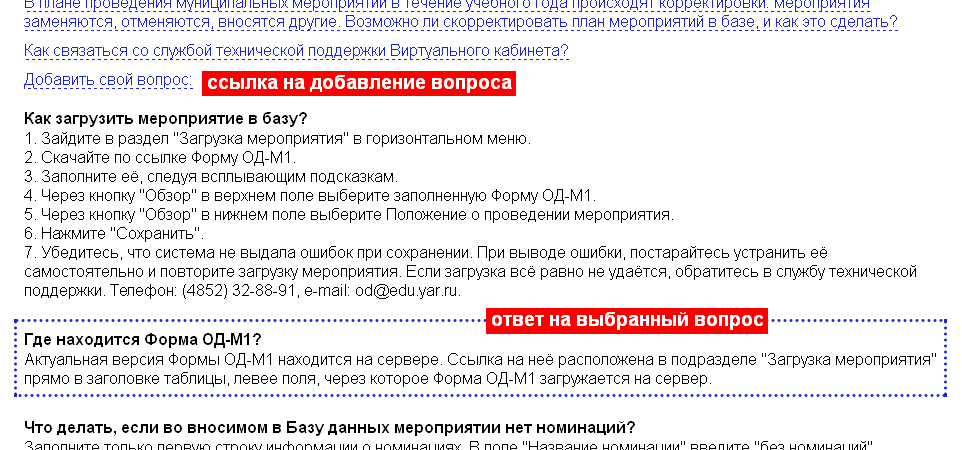 В плане проведения муниципальных мероприятий в течение учебного года происходят корректировки: мероприятия
заменяются, отменяются, вносятся другие. Возможно ли скорректировать план мероприятий в базе, и как это сделать?
Как связаться со службой технической поддержки Виртуального кабинета?
Добавить свой вопрос: ссылка на добавление вопроса
Как загрузить мероприятие в базу?
1. Зайдите в раздел "Загрузка мероприятия" в горизонтальном меню.
2. Скачайте по ссылке Форму ОД-М1.
3. Заполните её, следуя всплывающим подсказкам.
4. Через кнопку "Обзор" в верхнем поле выберите заполненную Форму ОД-М1.
5. Через кнопку "Обзор" в нижнем поле выберите Положение о проведении мероприятия.
6. Нажмите "Сохранить".
7. Убедитесь, что система не выдала ошибок при сохранении. При выводе ошибки, постарайтесь устранить её
самостоятельно и повторите загрузку мероприятия. Если загрузка всё равно не удаётся, обратитесь в службу технической
поддержки. Телефон: (4852) 32-88-91, e-mail: od@edu.yar.ru.
ответ на выбранный вопрос
Где находится Форма ОД-М1?
Актуальная версия Формы ОД-М1 находится на сервере. Ссылка на неё расположена в подразделе "Загрузка мероприятия"
прямо в заголовке таблицы, левее поля, через которое Форма ОД-М1 загружается на сервер.
Что делать, если во вносимом в Базу данных мероприятии нет номинаций?
Заполните только первую строку информации о номинациях. В поле "Название номинации" введите "без номинаций".